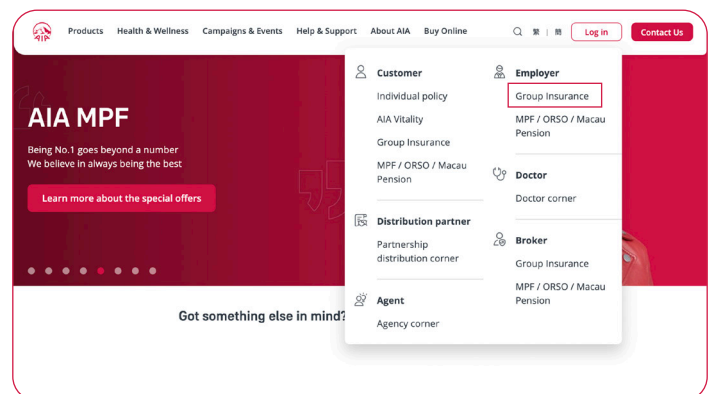 AIA
Products Health & Wellness Campaigns & Events Help & Support About AIA Buy Online 繁 | 簡 Log in Contact Us
AIA MPF
Being No.1 goes beyond a number
We believe in always being the best
Learn more about the special offers
Got something else in mind?
Customer
Individual policy
AIA Vitality
Group Insurance
MPF / ORSO / Macau
Pension
Distribution partner
Partnership
distribution corner
Agent
Agency corner
Employer
Group Insurance
MPF / ORSO / Macau
Pension
Doctor
Doctor corner
Broker
Group Insurance
MPF / ORSO / Macau
Pension